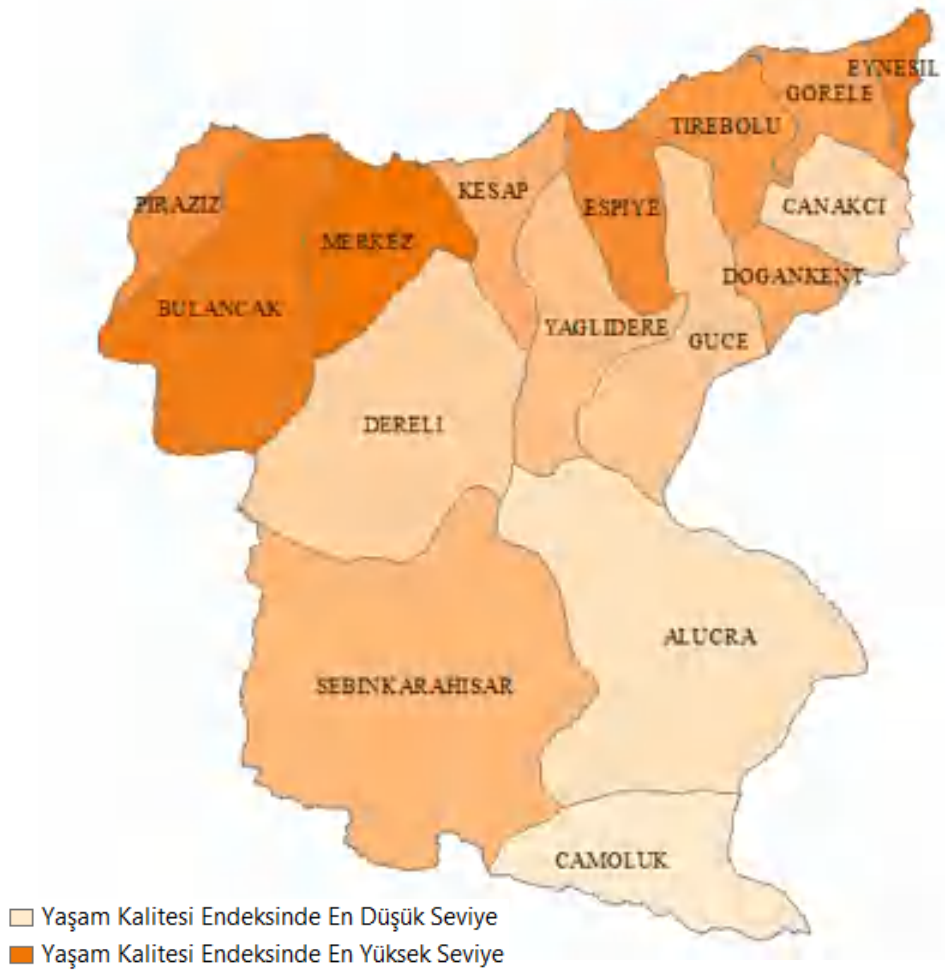 EYNESIL
GORELE
TIREBOLU
KESAP
PIRAZIZ
ESPIYE
CANAKCI
MERKEZ
DOGANKENT
BULANCAK
YAGLIDERE
GUCE
DERELI
ALUCRA
SEBINKARAHISAR
CAMOLUK
Yaşam Kalitesi Endeksinde En Düşük Seviye
Yaşam Kalitesi Endeksinde En Yüksek Seviye